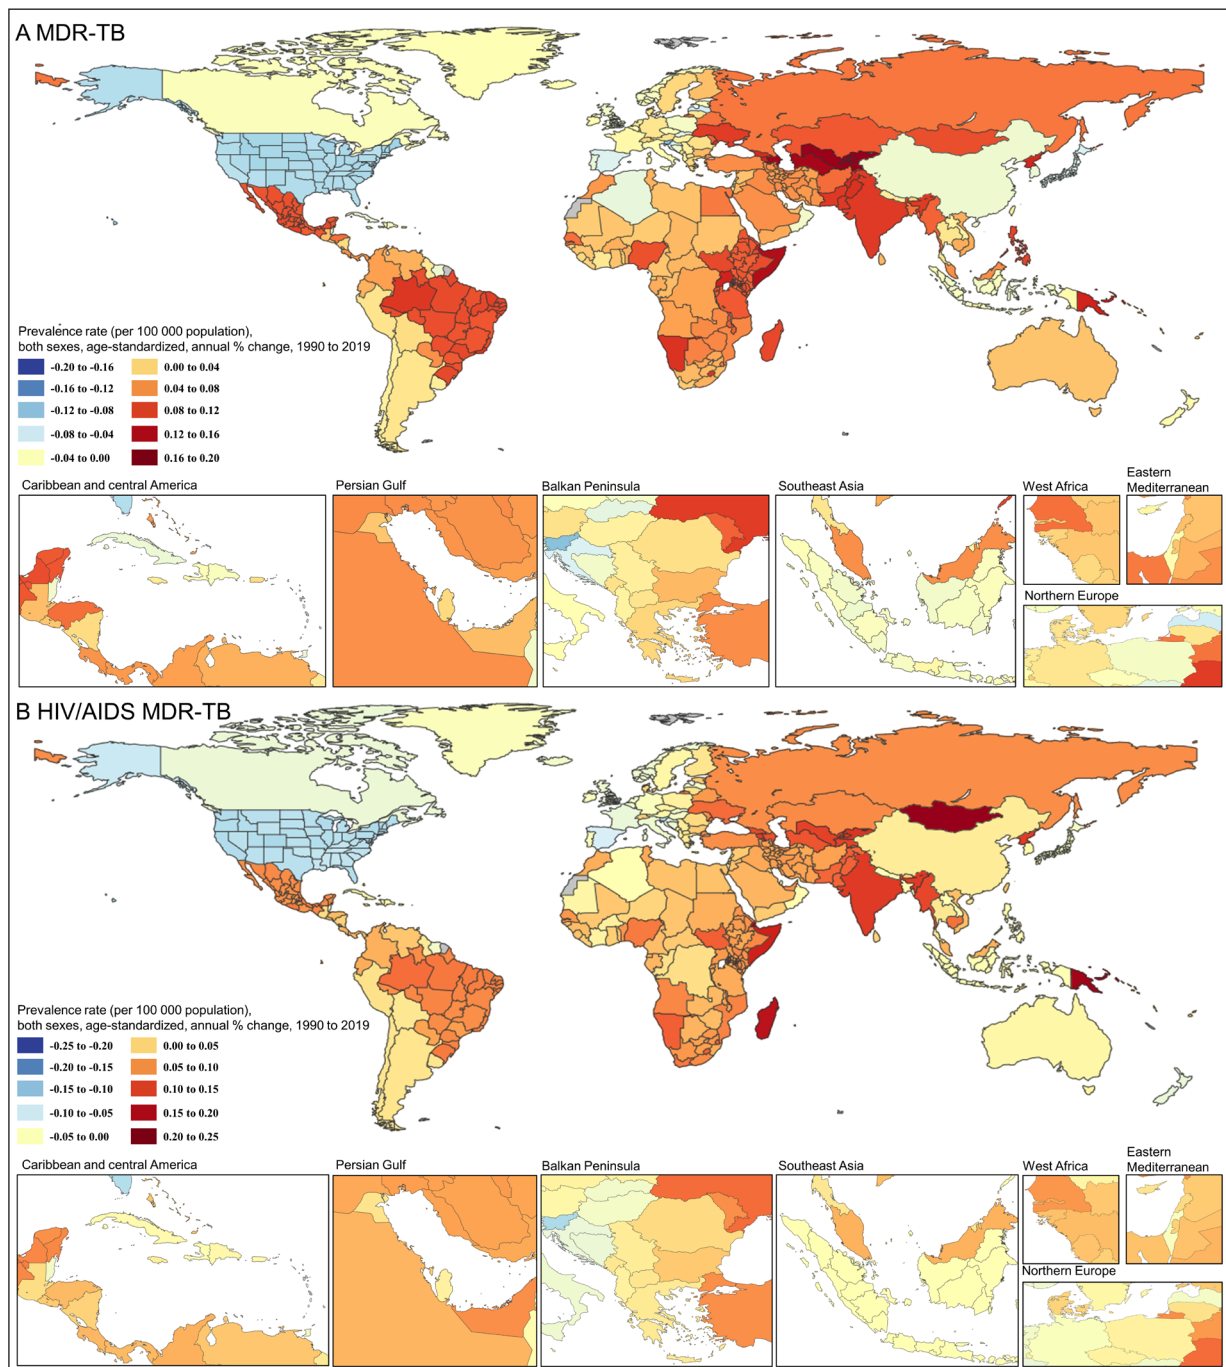 A MDR-TB
Prevalence rate (per 100 000 population),
both sexes, age-standardized, annual % change, 1990 to 2019
-0.20 to -0.16
0.00 to 0.04
-0.16 to -0.12
0.04 to 0.08
-0.12 to -0.08
0.08 to 0.12
-0.08 to -0.04
0.12 to 0.16
-0.04 to 0.00
0.16 to 0.20
Caribbean and central America
Persian Gulf
Balkan Peninsula
Southeast Asia
West Africa
Eastern
Mediterranean
Northern Europe
B HIV/AIDS MDR-TB
Prevalence rate (per 100 000 population),
both sexes, age-standardized, annual % change, 1990 to 2019
-0.25 to -0.20
0.00 to 0.05
-0.20 to -0.15
0.05 to 0.10
-0.15 to -0.10
0.10 to 0.15
-0.10 to -0.05
0.15 to 0.20
-0.05 to 0.00
0.20 to 0.25
Caribbean and central America
Persian Gulf
Balkan Peninsula
Southeast Asia
West Africa
Eastern
Mediterranean
Northern Europe